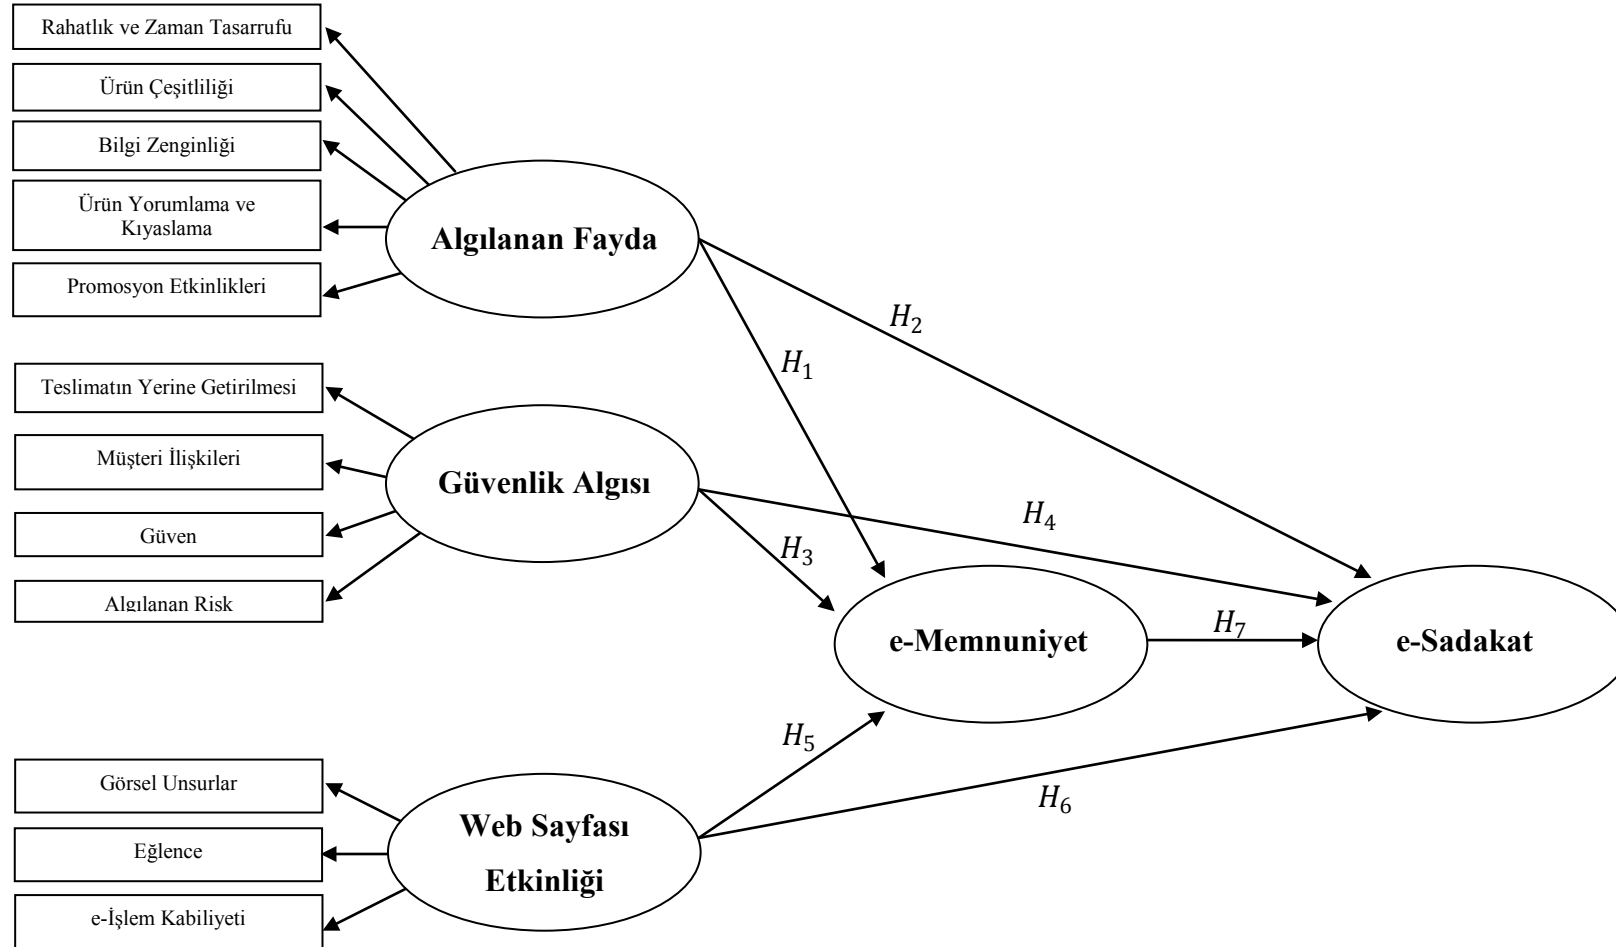 Rahatlık ve Zaman Tasarrufu
Ürün Çeşitliliği
Bilgi Zenginliği
Ürün Yorumlama ve
Kıyaslama
Promosyon Etkinlikleri
Algılanan Fayda
H₂
H₁
Teslimatın Yerine Getirilmesi
Müşteri İlişkileri
Güven
Algılanan Risk
Güvenlik Algısı
H₄
H₃
e-Memnuniyet
H₇
e-Sadakat
H₅
H₆
Görsel Unsurlar
Eğlence
e-İşlem Kabiliyeti
Web Sayfası
Etkinliği